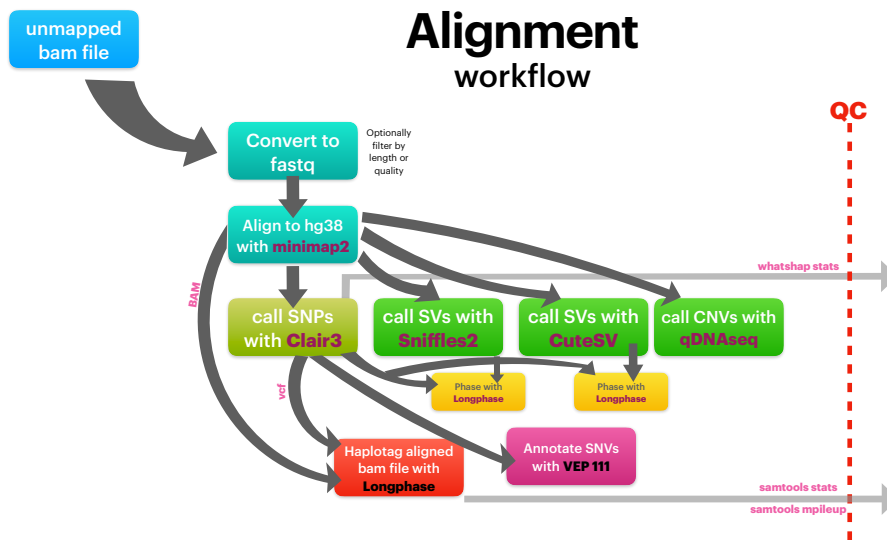 unmapped
bam file
Alignment
workflow
QC
Convert to
fastq
Optionally
filter by
length or
quality
Align to hg38
with minimap2
whatshap stats
BAM
call SNPs
with Clair3
call SVs with
Sniffles2
call SVs with
CuteSV
call CNVs with
qDNAseq
vcf
Phase with
Longphase
Phase with
Longphase
Haplotag aligned
bam file with
Longphase
Annotate SNVs
with VEP 111
samtools stats
samtools mpileup